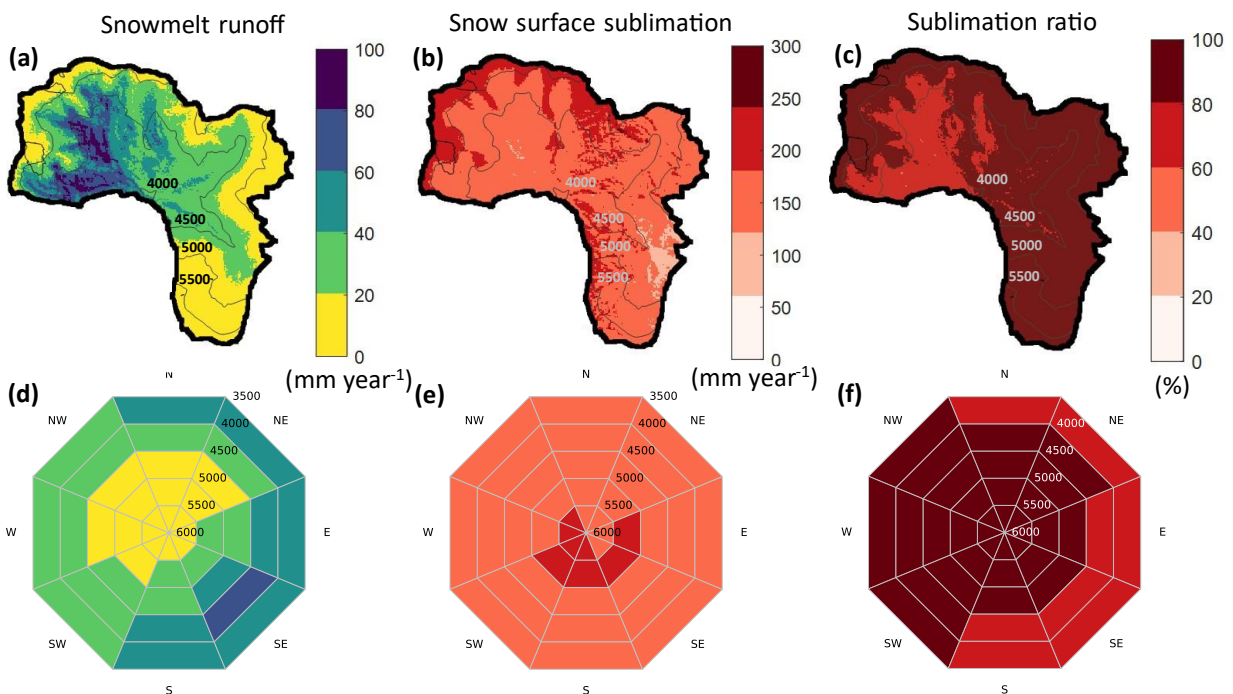 Snowmelt runoff
Snow surface sublimation
Sublimation ratio
(a)
100
80
60
40
20
0
4000
4500
5000
5500
(mm year-1)
(b)
300
250
200
150
100
50
0
4000
4500
5000
5500
(mm year-1)
(c)
100
80
60
40
20
0
4000
4500
5000
5500
(%)
(d)
N
NE
E
SE
S
SW
W
NW
3500
4000
4500
5000
5500
6000
(e)
N
NE
E
SE
S
SW
W
NW
4000
4500
5000
5500
6000
(f)
N
NE
E
SE
S
SW
W
NW
4000
4500
5000
5500
6000